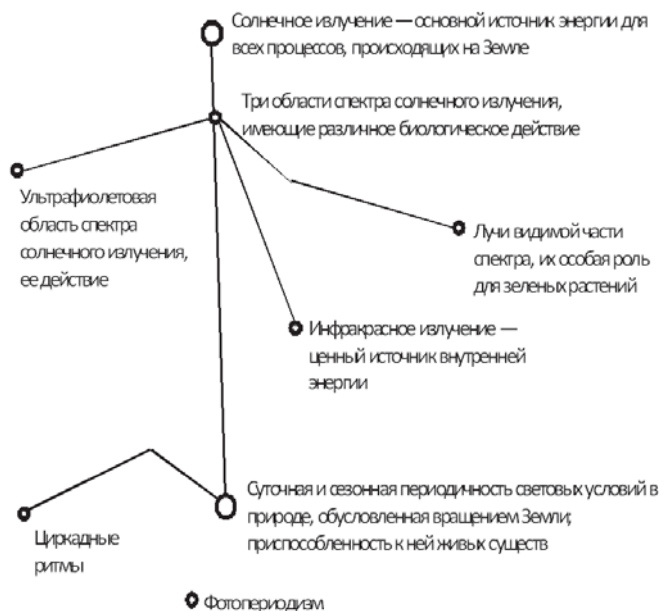 Солнечное излучение — основной источник энергии для
всех процессов, происходящих на Земле
Три области спектра солнечного излучения,
имеющие различное биологическое действие
Ультрафиолетовая
область спектра
солнечного излучения,
ее действие
Лучи видимой части
спектра, их особая роль
для зеленых растений
Инфракрасное излучение —
ценный источник внутренней
энергии
Суточная и сезонная периодичность световых условий в
природе, обусловленная вращением Земли;
приспособленность к ней живых существ
Циркадные
ритмы
Фотопериодизм